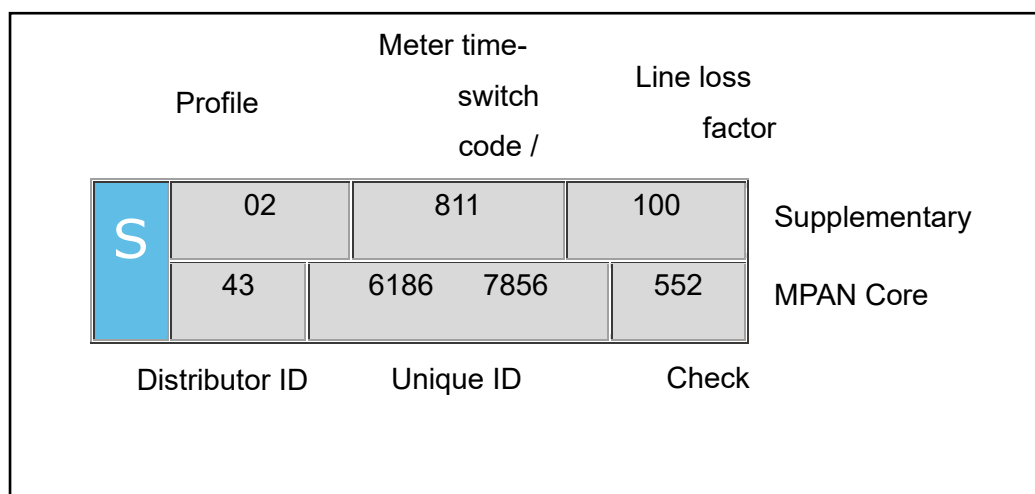 Meter time-
switch
code /
Profile
Line loss
factor
S 02 811 100 Supplementary
43 6186 7856 552 MPAN Core
Distributor ID Unique ID Check